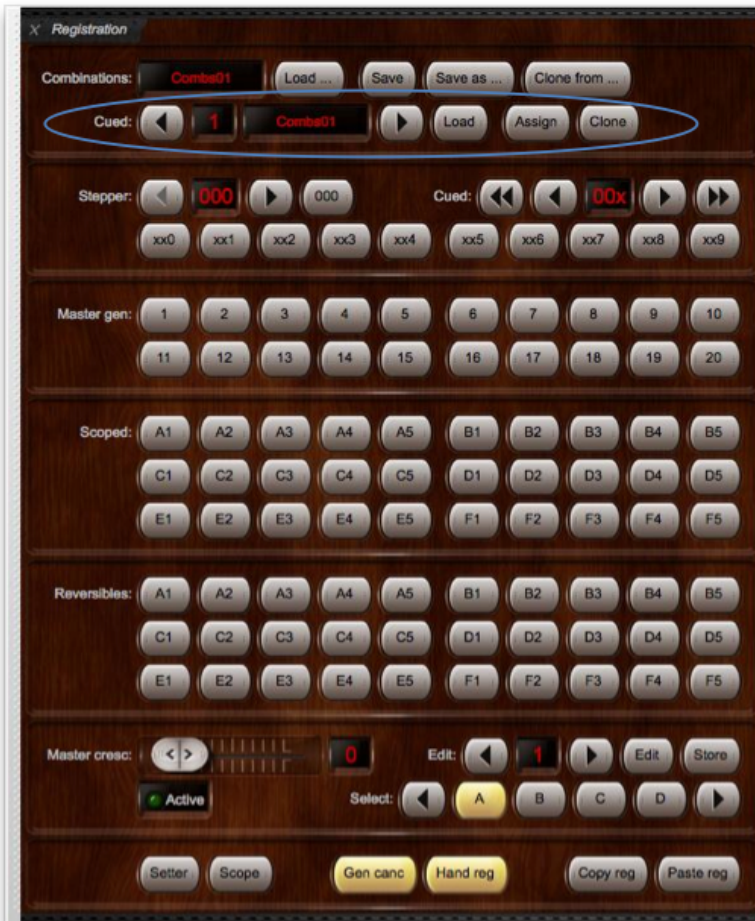 X Registration
Combinations: Combs01 Load ... Save Save as ... Clone from ...
Cued: 1 Combs01 Load Assign Clone
Stepper: 000 000 Cued: 00x
xx0 xx1 xx2 xx3 xx4 xx5 xx6 xx7 xx8 xx9
Master gen: 1 2 3 4 5 6 7 8 9 10
11 12 13 14 15 16 17 18 19 20
Scoped: A1 A2 A3 A4 A5 B1 B2 B3 B4 B5
C1 C2 C3 C4 C5 D1 D2 D3 D4 D5
E1 E2 E3 E4 E5 F1 F2 F3 F4 F5
Reversibles: A1 A2 A3 A4 A5 B1 B2 B3 B4 B5
C1 C2 C3 C4 C5 D1 D2 D3 D4 D5
E1 E2 E3 E4 E5 F1 F2 F3 F4 F5
Master cresc: < > 0 Edit: 1 Edit Store
Active Select: A B C D
Setter Scope Gen canc Hand reg Copy reg Paste reg